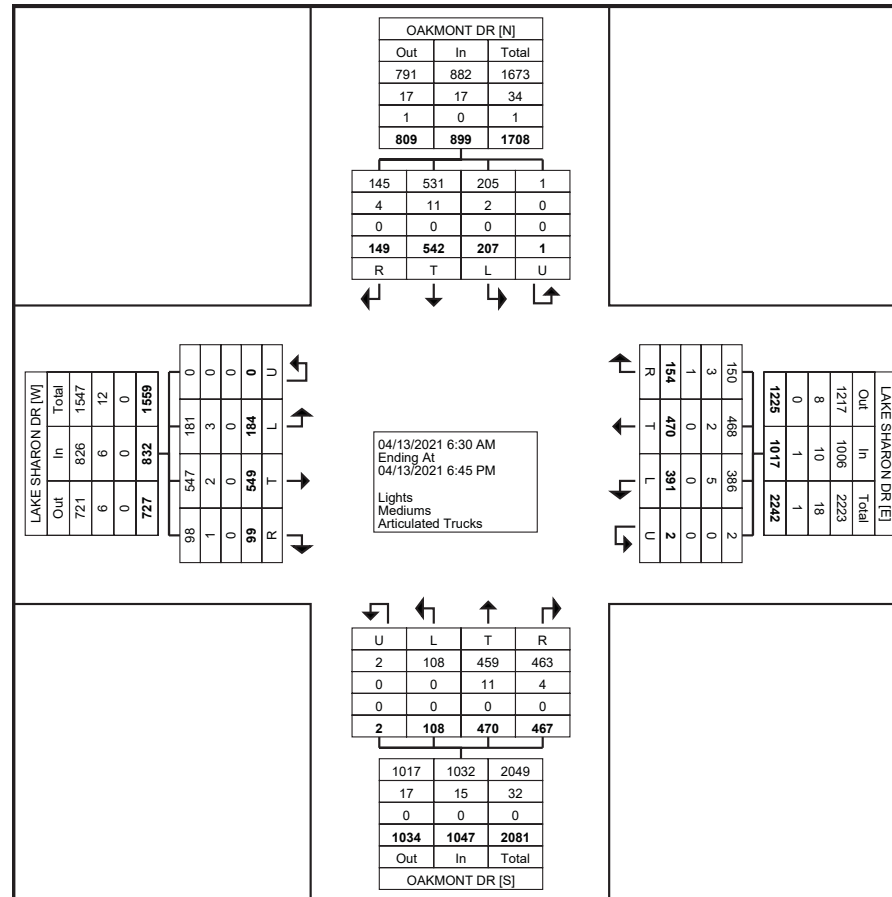 OAKMONT DR [N]
Out In Total
791 882 1673
17 17 34
1 0 1
809 899 1708
145 531 205 1
4 11 2 0
0 0 0 0
149 542 207 1
R T L U
LAKE SHARON DR [W]
Total In Out
1547 826 721
12 6 6
0 0 0
1559 832 727
0 181 547 98
0 3 2 1
0 0 0 0
0 184 549 99
U L T R
04/13/2021 6:30 AM
Ending At
04/13/2021 6:45 PM
Lights
Mediums
Articulated Trucks
R T L U
154 470 391 2
1 0 0 0
3 2 5 0
150 468 386 2
1225 1017 2242
0 1 1
8 10 18
1217 1006 2223
Out In Total
LAKE SHARON DR [E]
U L T R
2 108 459 463
0 0 11 4
0 0 0 0
2 108 470 467
1017 1032 2049
17 15 32
0 0 0
1034 1047 2081
Out In Total
OAKMONT DR [S]